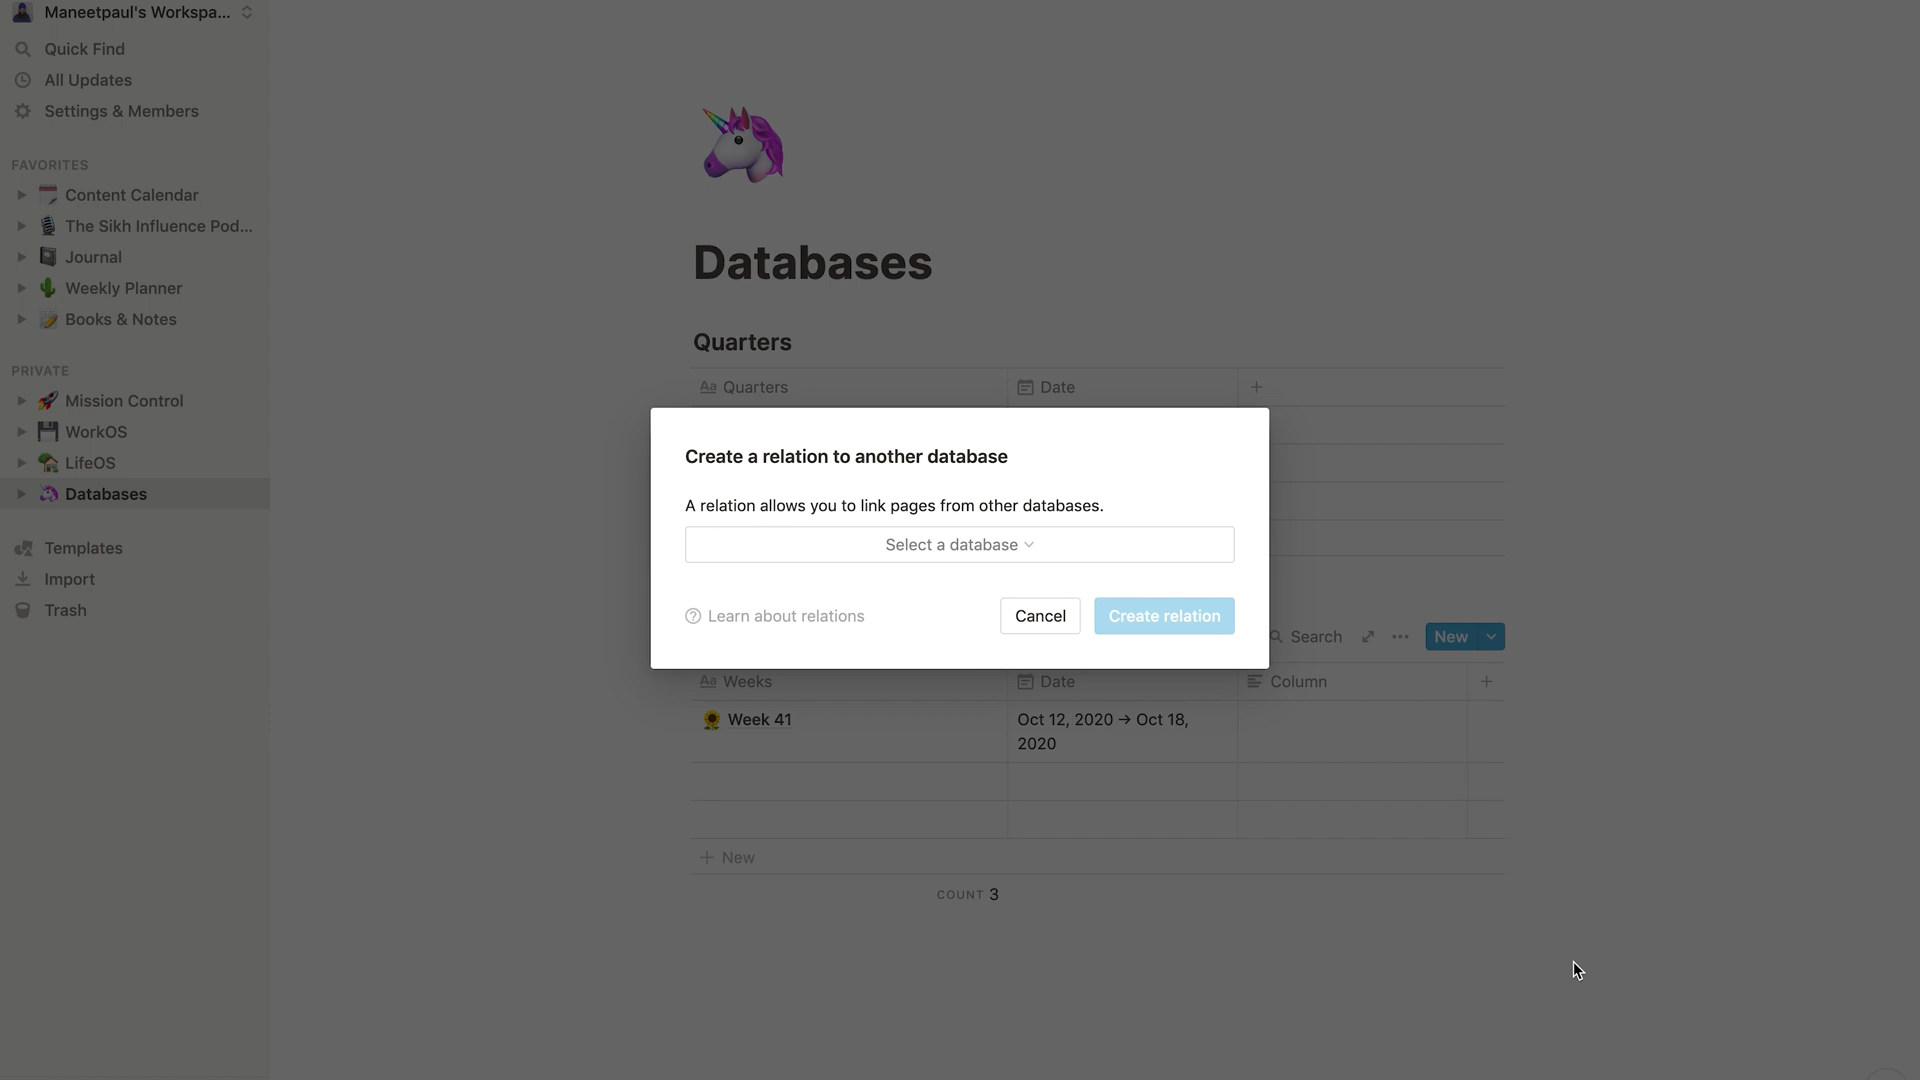 Maneetpaul's Workspa...
Quick Find
All Updates
Settings & Members
FAVORITES
Content Calendar
The Sikh Influence Pod...
Journal
Weekly Planner
Books & Notes
PRIVATE
Mission Control
WorkOS
LifeOS
Databases
Templates
Import
Trash
Databases
Quarters
Aa Quarters
Date
+
Create a relation to another database
A relation allows you to link pages from other databases.
Select a database
? Learn about relations
Cancel
Create relation
Search
...
New
Aa Weeks
Date
Column
+
Week 41
Oct 12, 2020 → Oct 18,
2020
+ New
COUNT 3